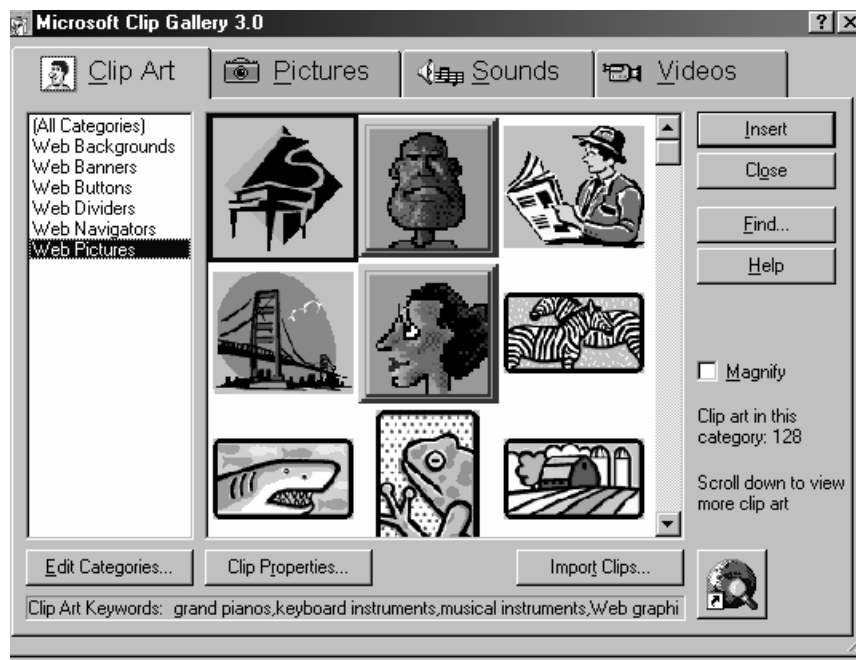 Microsoft Clip Gallery 3.0
Clip Art
Pictures
Sounds
Videos
(All Categories)
Web Backgrounds
Web Banners
Web Buttons
Web Dividers
Web Navigators
Web Pictures
Insert
Close
Find...
Help
Magnify
Clip art in this
category: 128
Scroll down to view
more clip art
Edit Categories...
Clip Properties...
Import Clips...
Clip Art Keywords: grand pianos,keyboard instruments,musical instruments,Web graphi